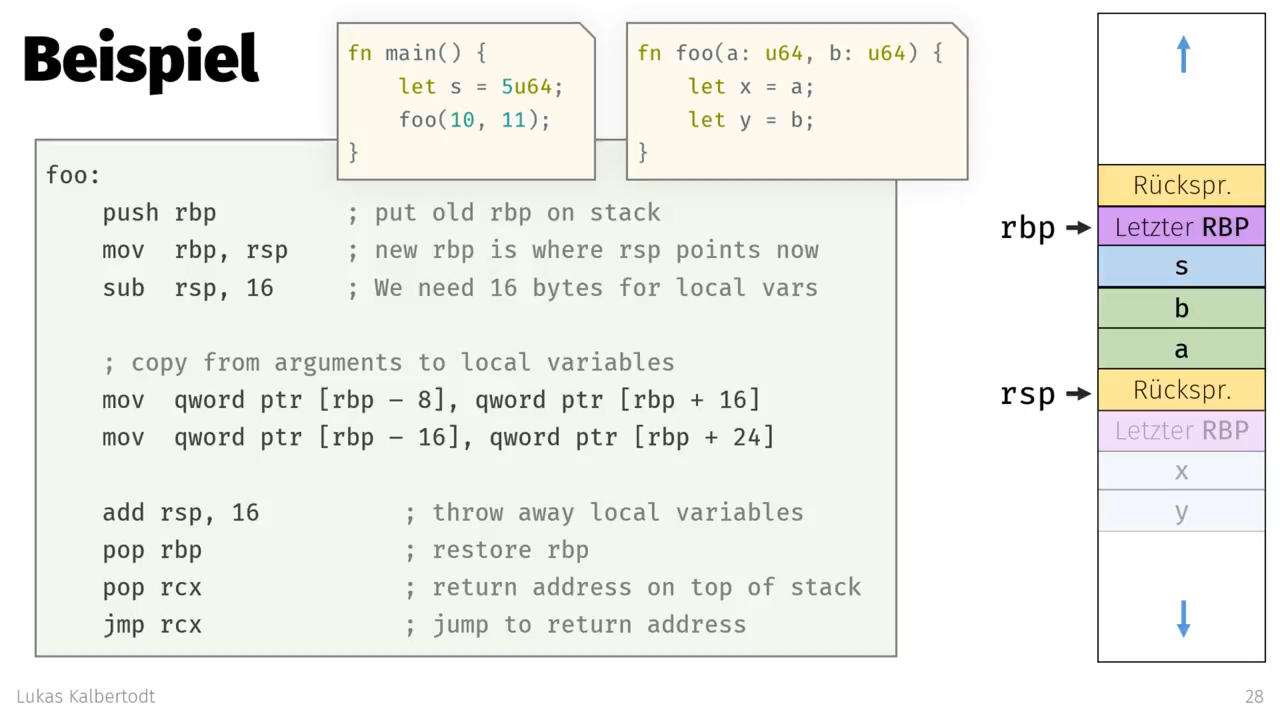 Beispiel
fn main() {
    let s = 5u64;
    foo(10, 11);
}
fn foo(a: u64, b: u64) {
    let x = a;
    let y = b;
}
foo:
    push rbp         ; put old rbp on stack
    mov  rbp, rsp    ; new rbp is where rsp points now
    sub  rsp, 16     ; We need 16 bytes for local vars
    ; copy from arguments to local variables
    mov  qword ptr [rbp – 8], qword ptr [rbp + 16]
    mov  qword ptr [rbp – 16], qword ptr [rbp + 24]
    add rsp, 16          ; throw away local variables
    pop rbp              ; restore rbp
    pop rcx              ; return address on top of stack
    jmp rcx              ; jump to return address
Rückspr.
rbp Letzter RBP
s
b
a
rsp Rückspr.
Letzter RBP
x
y
Lukas Kalbertodt
28